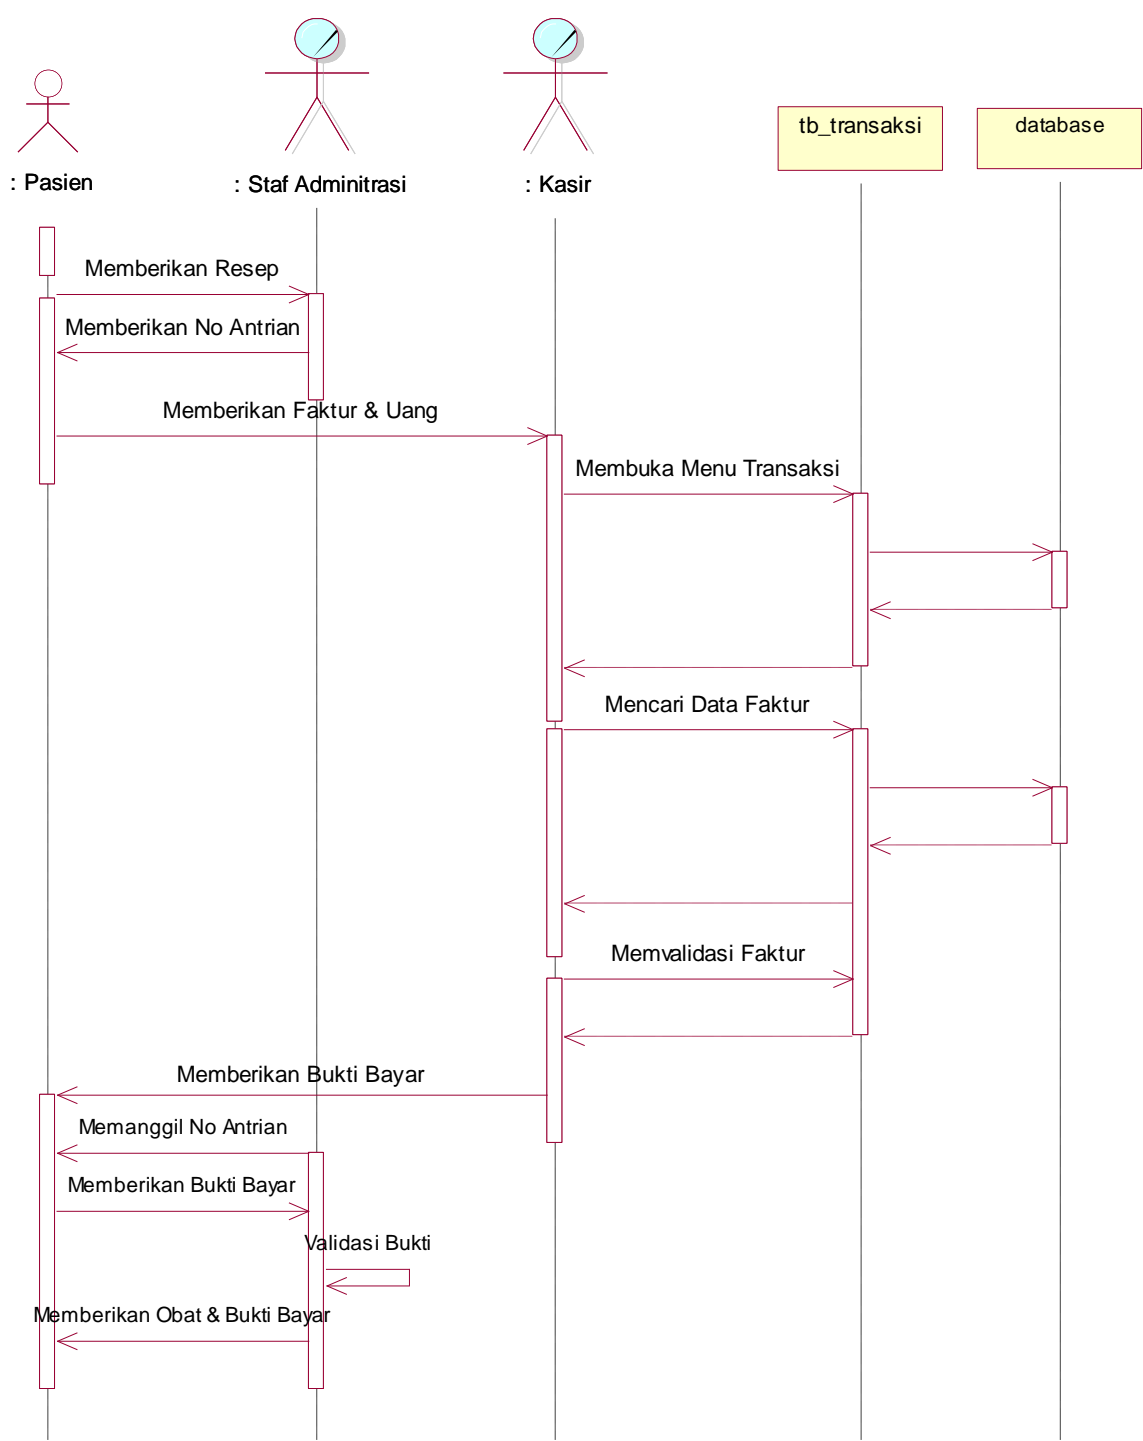 tb_transaksi
database
: Pasien
: Staf Adminitrasi
: Kasir
Memberikan Resep
Memberikan No Antrian
Memberikan Faktur & Uang
Membuka Menu Transaksi
Mencari Data Faktur
Memvalidasi Faktur
Memberikan Bukti Bayar
Memanggil No Antrian
Memberikan Bukti Bayar
Validasi Bukti
Memberikan Obat & Bukti Bayar